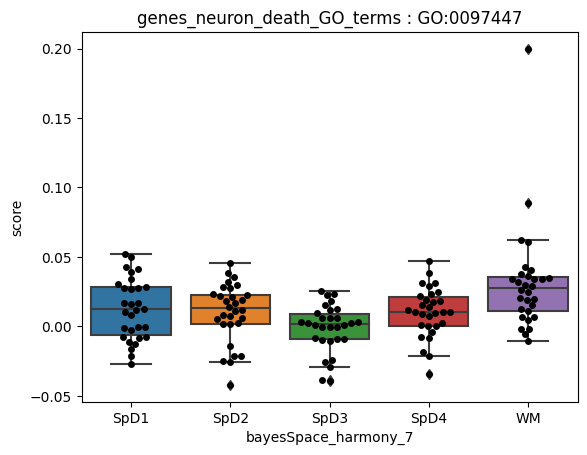 genes_neuron_death_GO_terms : GO:0097447
0.20
0.15
0.10
0.05
0.00
−0.05
score
SpD1 SpD2 SpD3 SpD4 WM
bayesSpace_harmony_7